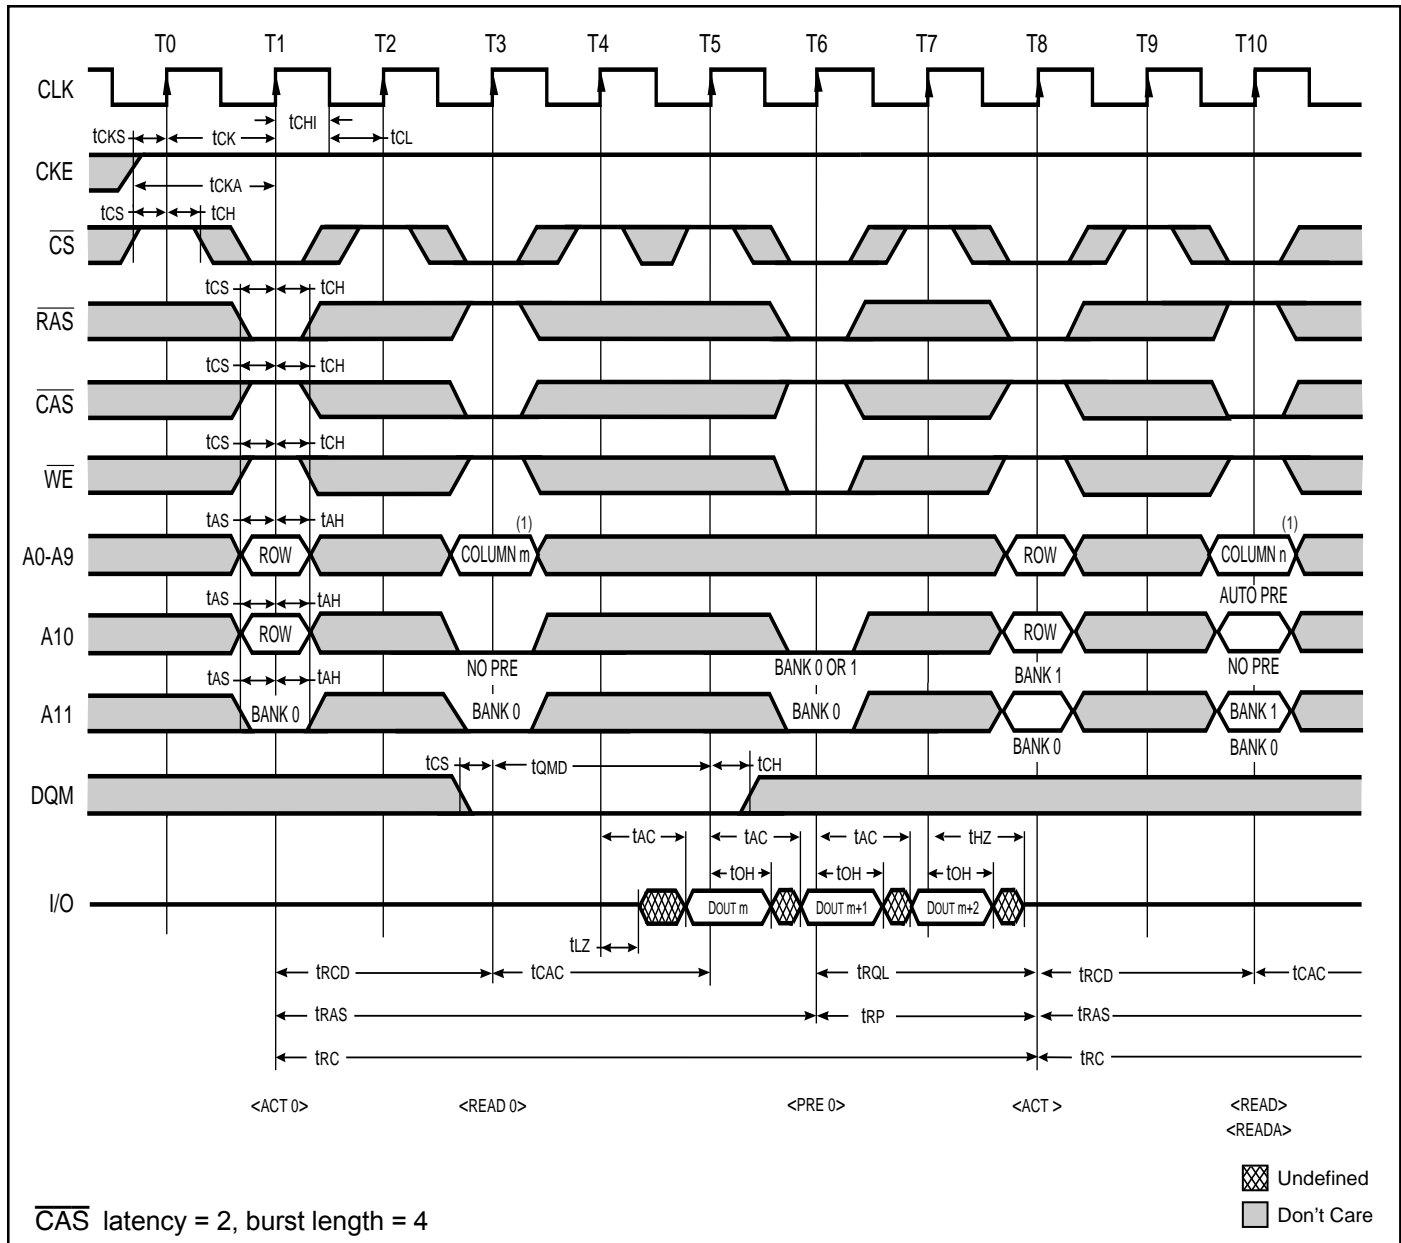 T0 T1 T2 T3 T4 T5 T6 T7 T8 T9 T10
CLK
tCHI
tCKS tCK tCL
CKE
tCKA
tCS tCH
CS
tCS tCH
RAS
tCS tCH
CAS
tCS tCH
WE
tAS tAH (1) (1)
A0-A9 ROW COLUMN m ROW COLUMN n
tAS tAH AUTO PRE
A10 ROW ROW
NO PRE BANK 0 OR 1 BANK 1 NO PRE
tAS tAH
A11 BANK 0 BANK 0 BANK 0 BANK 1
BANK 0 BANK 0
tCS tQMD tCH
DQM
tAC tAC tAC tHZ
tOH tOH tOH
I/O DOUT m DOUT m+1 DOUT m+2
tLZ
tRCD tCAC tRQL tRCD tCAC
tRAS tRP tRAS
tRC tRC
<ACT 0> <READ 0> <PRE 0> <ACT > <READ>
<READA>
Undefined
Don't Care
CAS latency = 2, burst length = 4